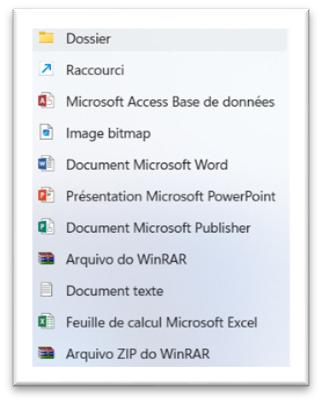 Dossier
Raccourci
Microsoft Access Base de données
Image bitmap
Document Microsoft Word
Présentation Microsoft PowerPoint
Document Microsoft Publisher
Arquivo do WinRAR
Document texte
Feuille de calcul Microsoft Excel
Arquivo ZIP do WinRAR